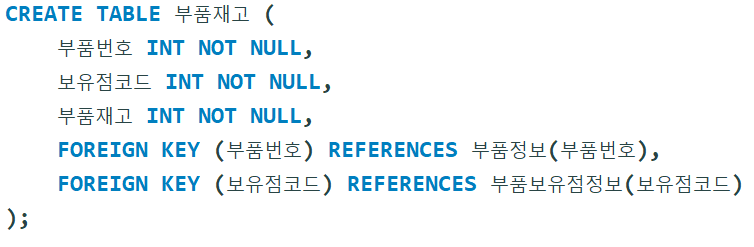 CREATE TABLE 부품재고 (
부품번호 INT NOT NULL,
보유점코드 INT NOT NULL,
부품재고 INT NOT NULL,
FOREIGN KEY (부품번호) REFERENCES 부품정보(부품번호),
FOREIGN KEY (보유점코드) REFERENCES 부품보유점정보(보유점코드)
);